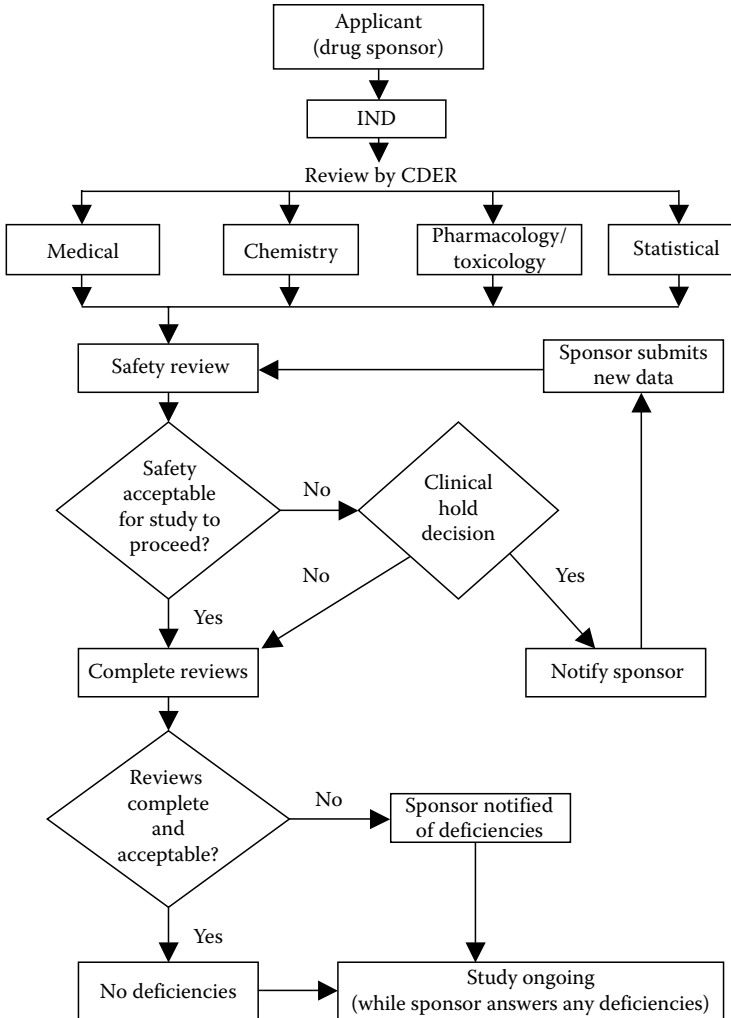 Applicant
(drug sponsor)
IND
Review by CDER
Medical
Chemistry
Pharmacology/
toxicology
Statistical
Safety review
Sponsor submits
new data
Safety
acceptable
for study to
proceed?
No
Clinical
hold
decision
No
Yes
Yes
Complete reviews
Notify sponsor
Reviews
complete
and
acceptable?
No
Sponsor notified
of deficiencies
Yes
No deficiencies
Study ongoing
(while sponsor answers any deficiencies)